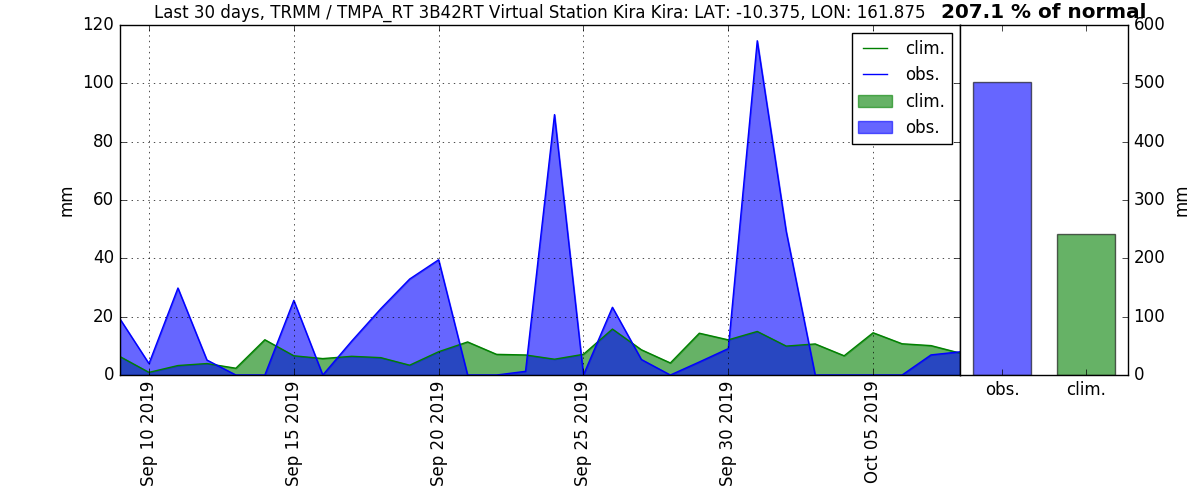 Last 30 days, TRMM / TMPA_RT 3B42RT Virtual Station Kira Kira: LAT: -10.375, LON: 161.875
207.1 % of normal
120
100
80
60
40
20
0
mm
clim.
obs.
clim.
obs.
Sep 10 2019
Sep 15 2019
Sep 20 2019
Sep 25 2019
Sep 30 2019
Oct 05 2019
600
500
400
300
200
100
0
mm
obs.
clim.